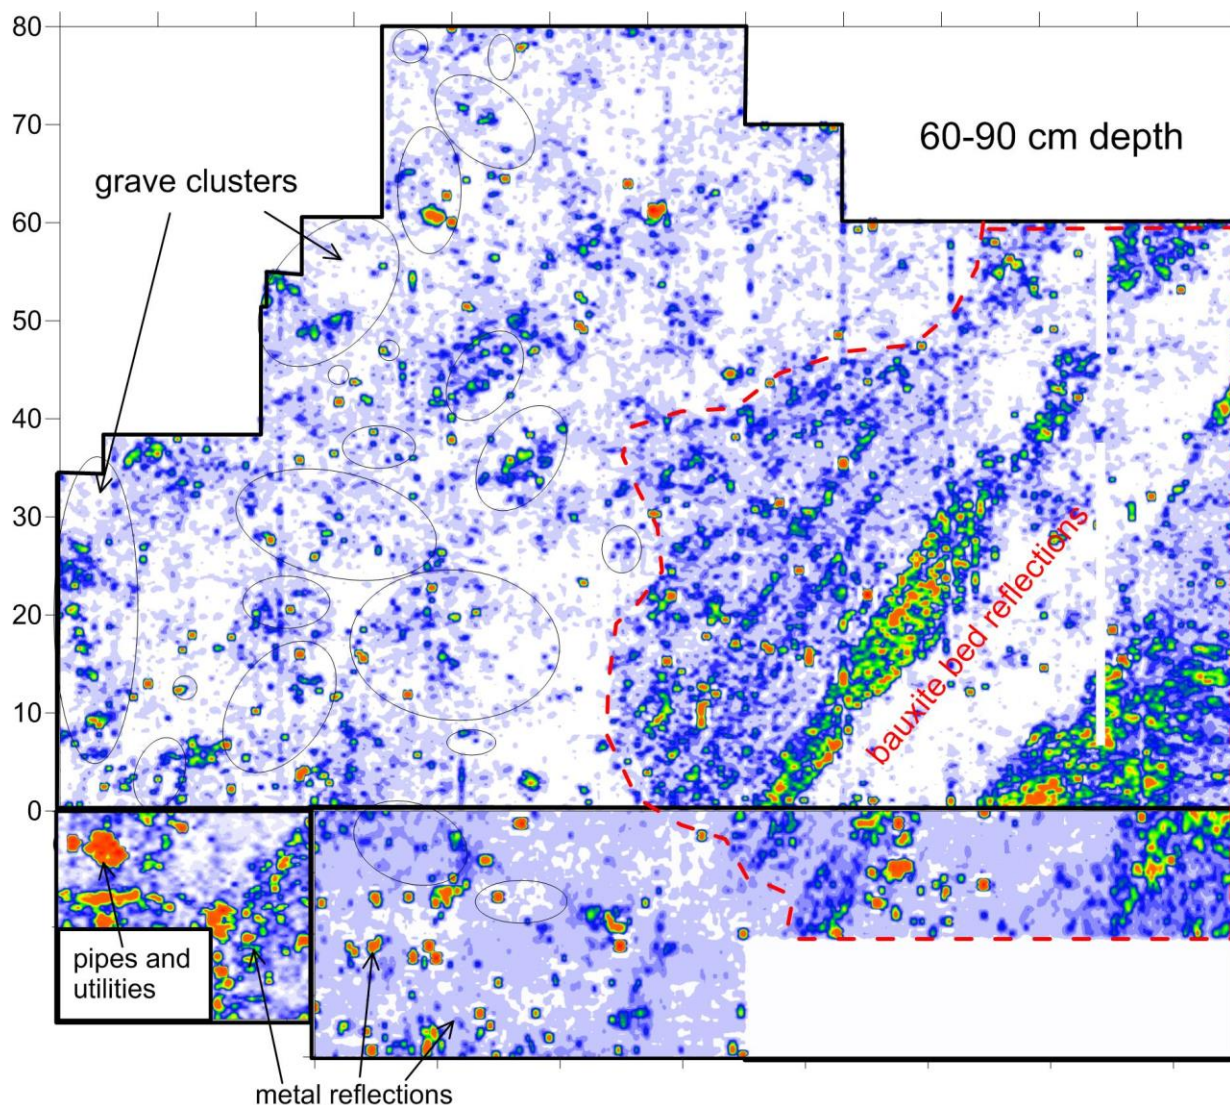 80
70
60-90 cm depth
grave clusters
60
50
40
30
20
10
0
bauxite bed reflections
pipes and
utilities
metal reflections